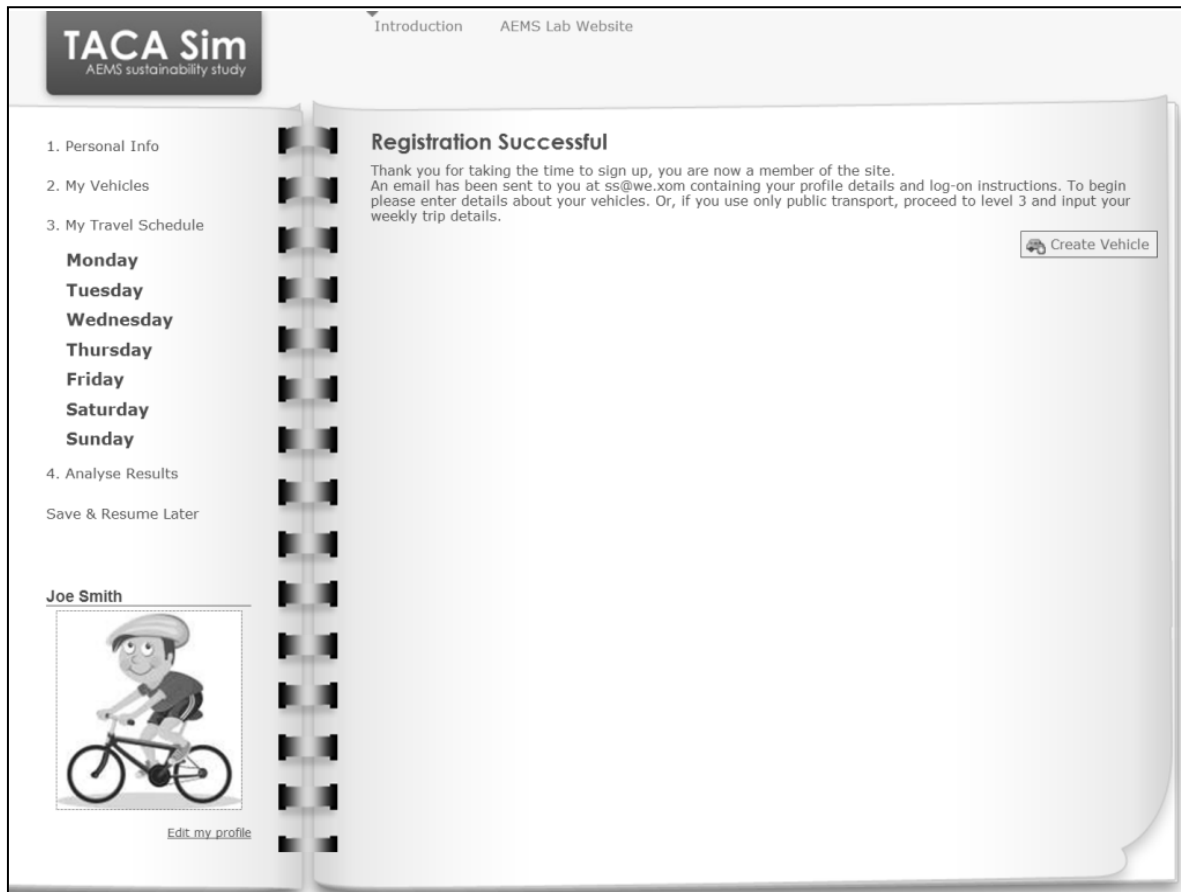 TACA Sim
AEMS sustainability study
Introduction
AEMS Lab Website
1. Personal Info
2. My Vehicles
3. My Travel Schedule
Monday
Tuesday
Wednesday
Thursday
Friday
Saturday
Sunday
4. Analyse Results
Save & Resume Later
Joe Smith
Edit my profile
Registration Successful
Thank you for taking the time to sign up, you are now a member of the site.
An email has been sent to you at ss@we.xom containing your profile details and log-on instructions. To begin
please enter details about your vehicles. Or, if you use only public transport, proceed to level 3 and input your
weekly trip details.
Create Vehicle